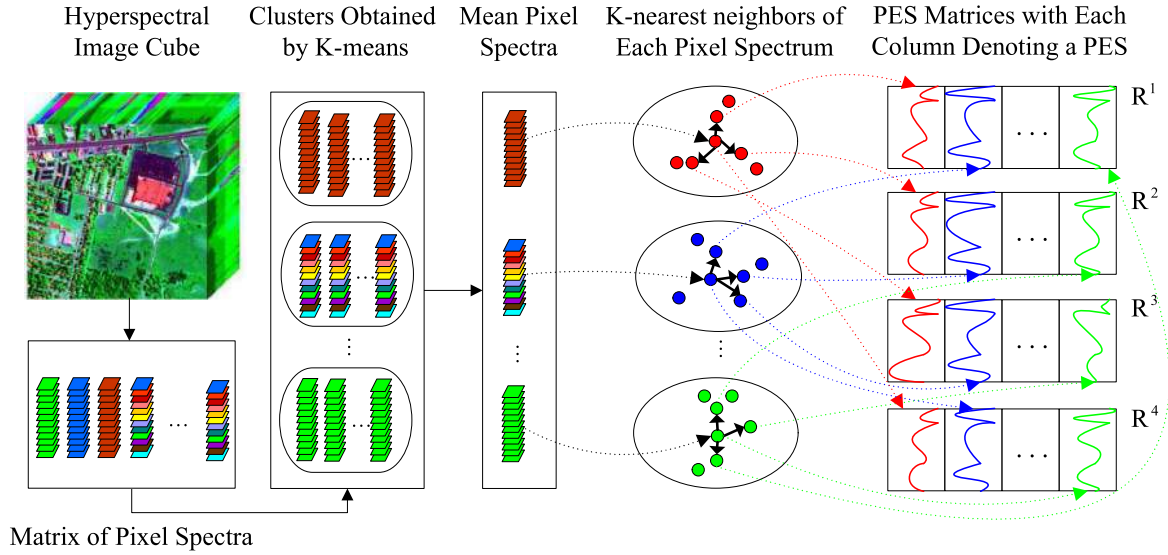 Hyperspectral
Image Cube
Clusters Obtained
by K-means
Mean Pixel
Spectra
K-nearest neighbors of
Each Pixel Spectrum
PES Matrices with Each
Column Denoting a PES
R¹
R²
R³
R⁴
Matrix of Pixel Spectra